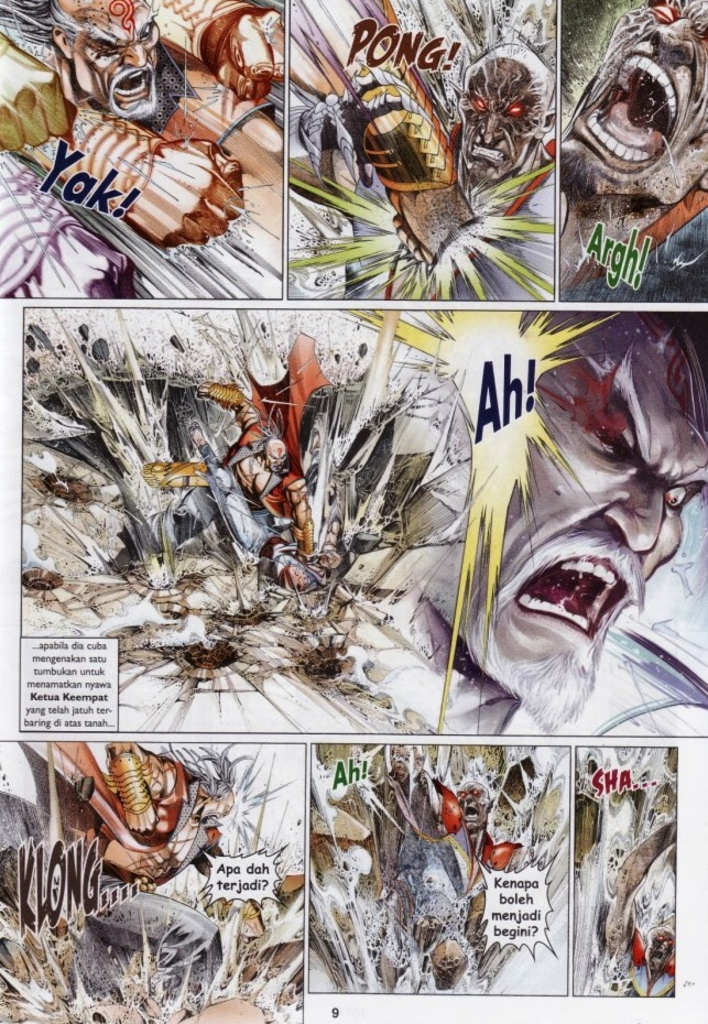 Yak!
PONG!
Argh!
Ah!
...apabila dia cuba
mengenakan satu
tumbukan untuk
menamatkan nyawa
Ketua Keempat
yang telah jatuh ter-
baring di atas tanah...
KLONG....
Apa dah
terjadi?
Ah!
Kenapa
boleh
menjadi
begini?
SHA...
9